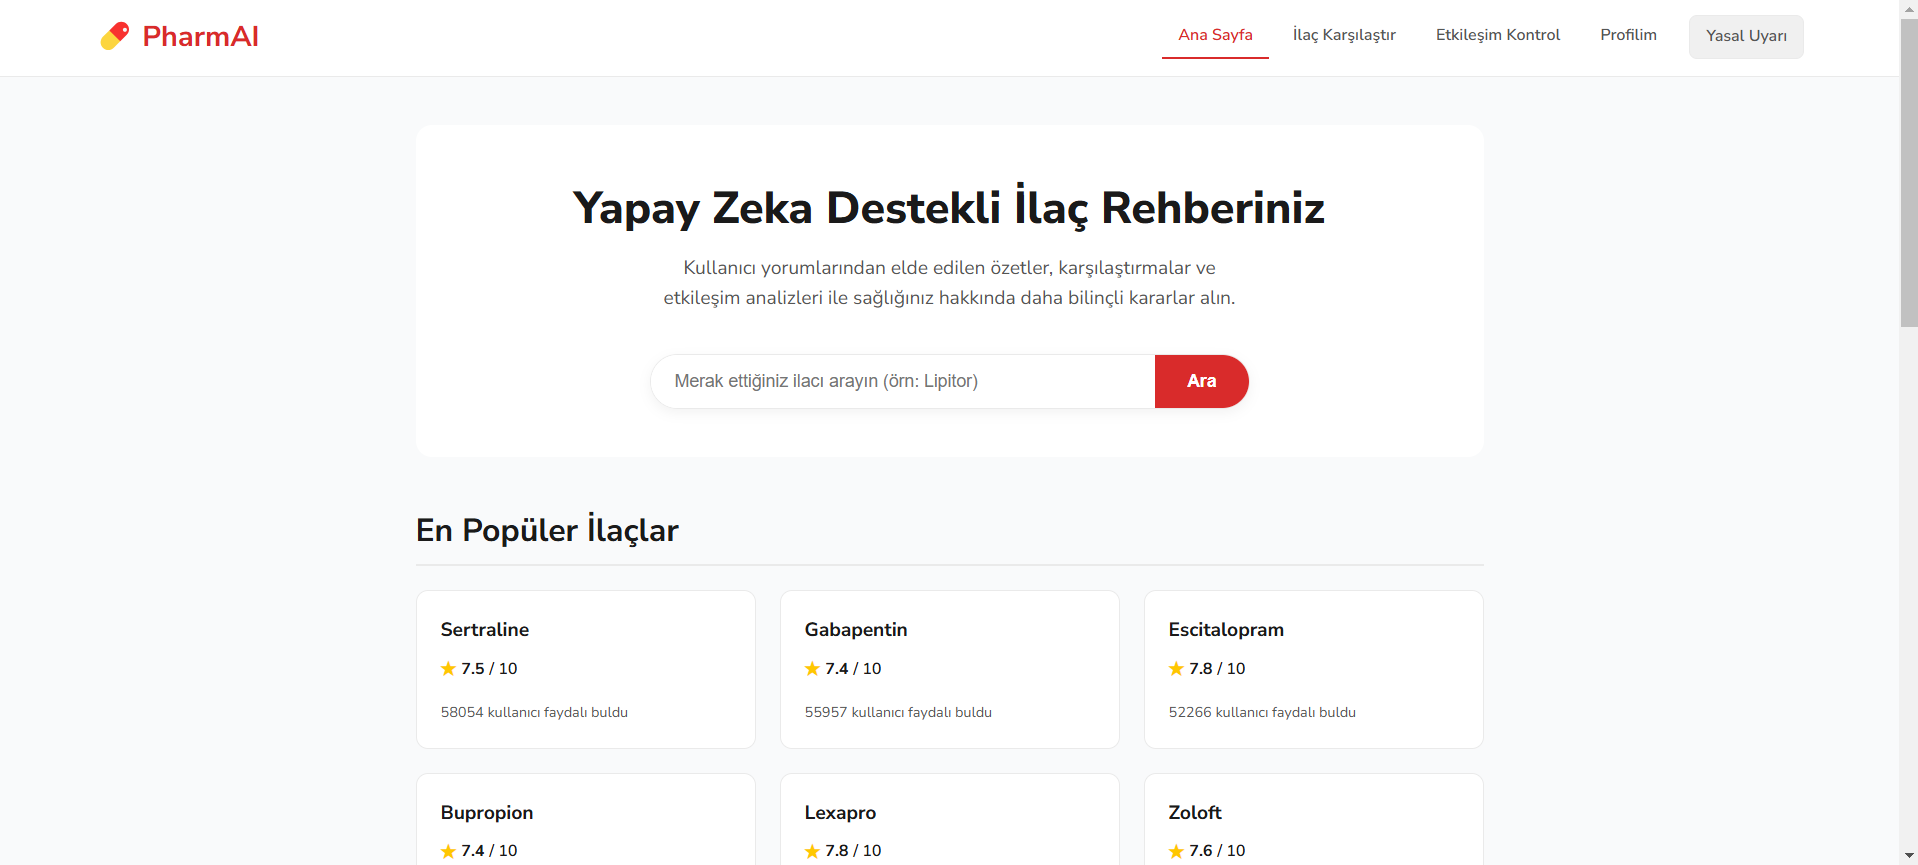 PharmAI
Ana Sayfa
İlaç Karşılaştır
Etkileşim Kontrol
Profilim
Yasal Uyarı
Yapay Zeka Destekli İlaç Rehberiniz
Kullanıcı yorumlarından elde edilen özetler, karşılaştırmalar ve
etkileşim analizleri ile sağlığınız hakkında daha bilinçli kararlar alın.
Merak ettiğiniz ilacı arayın (örn: Lipitor)
Ara
En Popüler İlaçlar
Sertraline
7.5 / 10
58054 kullanıcı faydalı buldu
Gabapentin
7.4 / 10
55957 kullanıcı faydalı buldu
Escitalopram
7.8 / 10
52266 kullanıcı faydalı buldu
Bupropion
7.4 / 10
Lexapro
7.8 / 10
Zoloft
7.6 / 10